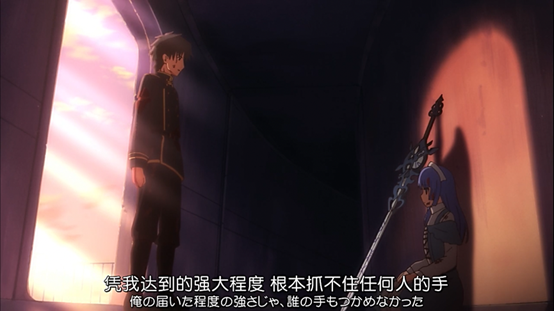 凭我达到的强大程度 根本抓不住任何人的手
俺の届いた程度の強さじゃ、誰の手もつかめなかった